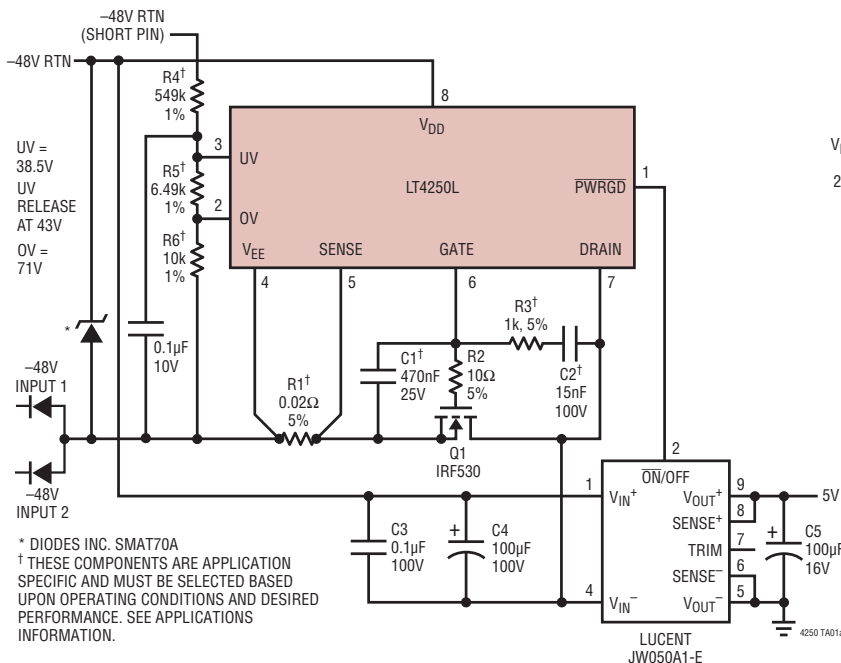 –48V RTN
(SHORT PIN)
–48V RTN
R4†
549k
1%
8
VDD
UV =
38.5V
UV
RELEASE
AT 43V
OV =
71V
3
UV
R5†
6.49k
1%
2
OV
R6†
10k
1%
LT4250L
PWRGD
1
VEE
SENSE
GATE
DRAIN
4
5
6
7
V
2
*
0.1µF
10V
–48V
INPUT 1
–48V
INPUT 2
R1†
0.02Ω
5%
C1†
470nF
25V
R2
10Ω
5%
R3†
1k, 5%
C2†
15nF
100V
Q1
IRF530
2
ON/OFF
1
VIN+
VOUT+
9
5V
SENSE+
8
TRIM
7
SENSE–
6
4
VIN–
VOUT–
5
C3
0.1µF
100V
+
C4
100µF
100V
+
C5
100µF
16V
LUCENT
JW050A1-E
4250 TA01a
* DIODES INC. SMAT70A
† THESE COMPONENTS ARE APPLICATION
SPECIFIC AND MUST BE SELECTED BASED
UPON OPERATING CONDITIONS AND DESIRED
PERFORMANCE. SEE APPLICATIONS
INFORMATION.